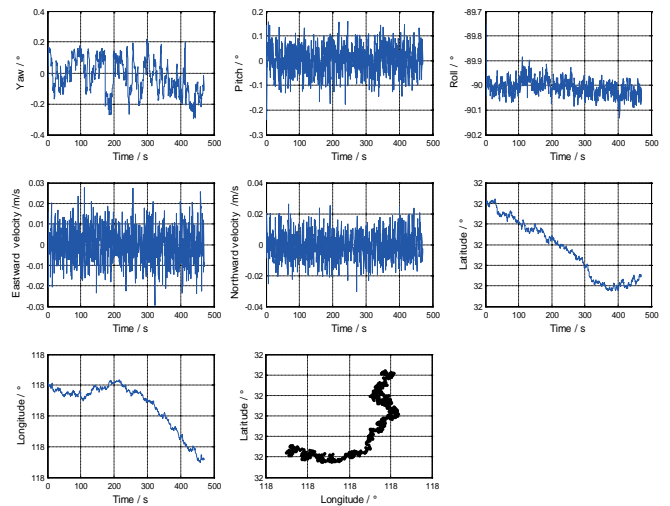 0.4
0.2
0
-0.2
-0.4
Yaw / °
0 100 200 300 400 500
Time / s
0.2
0.1
0
-0.1
-0.2
-0.3
Pitch / °
0 100 200 300 400 500
Time / s
-89.7
-89.8
-89.9
-90
-90.1
-90.2
Roll / °
0 100 200 300 400 500
Time / s
0.03
0.02
0.01
0
-0.01
-0.02
-0.03
Eastward velocity /m/s
0 100 200 300 400 500
Time / s
0.04
0.02
0
-0.02
-0.04
Northward velocity /m/s
0 100 200 300 400 500
Time / s
32
32
32
32
32
32
32
Latitude / °
0 100 200 300 400 500
Time / s
118
118
118
118
118
Longitude / °
0 100 200 300 400 500
Time / s
32
32
32
32
32
32
32
Latitude / °
118 118 118 118
Longitude / °